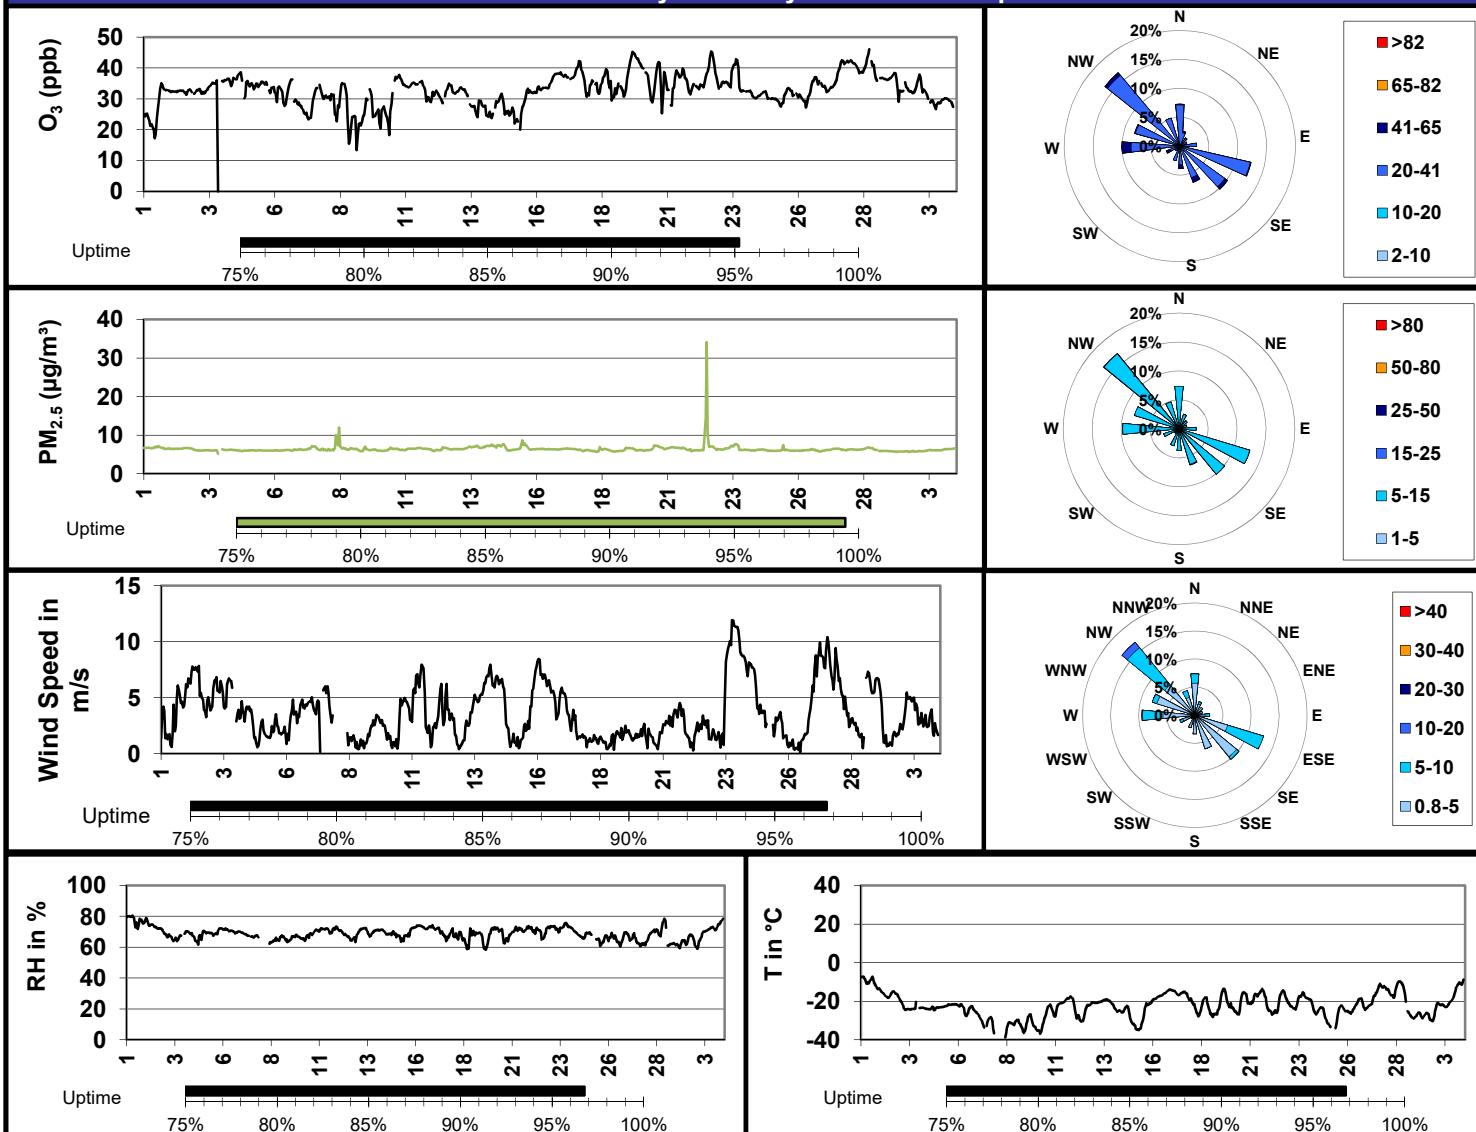 O3 (ppb)
50
40
30
20
10
0
1 3 6 8 11 13 16 18 21 23 26 28 3
Uptime
75% 80% 85% 90% 95% 100%
N
NE
E
SE
S
SW
W
NW
20%
15%
10%
5%
0%
>82
65-82
41-65
20-41
10-20
2-10
PM2.5 (µg/m³)
40
30
20
10
0
1 3 6 8 11 13 16 18 21 23 26 28 3
Uptime
75% 80% 85% 90% 95% 100%
N
NE
E
SE
S
SW
W
NW
20%
15%
10%
5%
0%
>80
50-80
25-50
15-25
5-15
1-5
Wind Speed in
m/s
15
10
5
0
1 3 6 8 11 13 16 18 21 23 26 28 3
Uptime
75% 80% 85% 90% 95% 100%
N
NNE
NE
ENE
E
ESE
SE
SSE
S
SSW
SW
WSW
W
WNW
NW
NNW
20%
15%
10%
5%
0%
>40
30-40
20-30
10-20
5-10
0.8-5
RH in %
100
80
60
40
20
0
1 3 6 8 11 13 16 18 21 23 26 28 3
Uptime
75% 80% 85% 90% 95% 100%
T in °C
40
20
0
-20
-40
1 3 6 8 11 13 16 18 21 23 26 28 3
Uptime
75% 80% 85% 90% 95% 100%